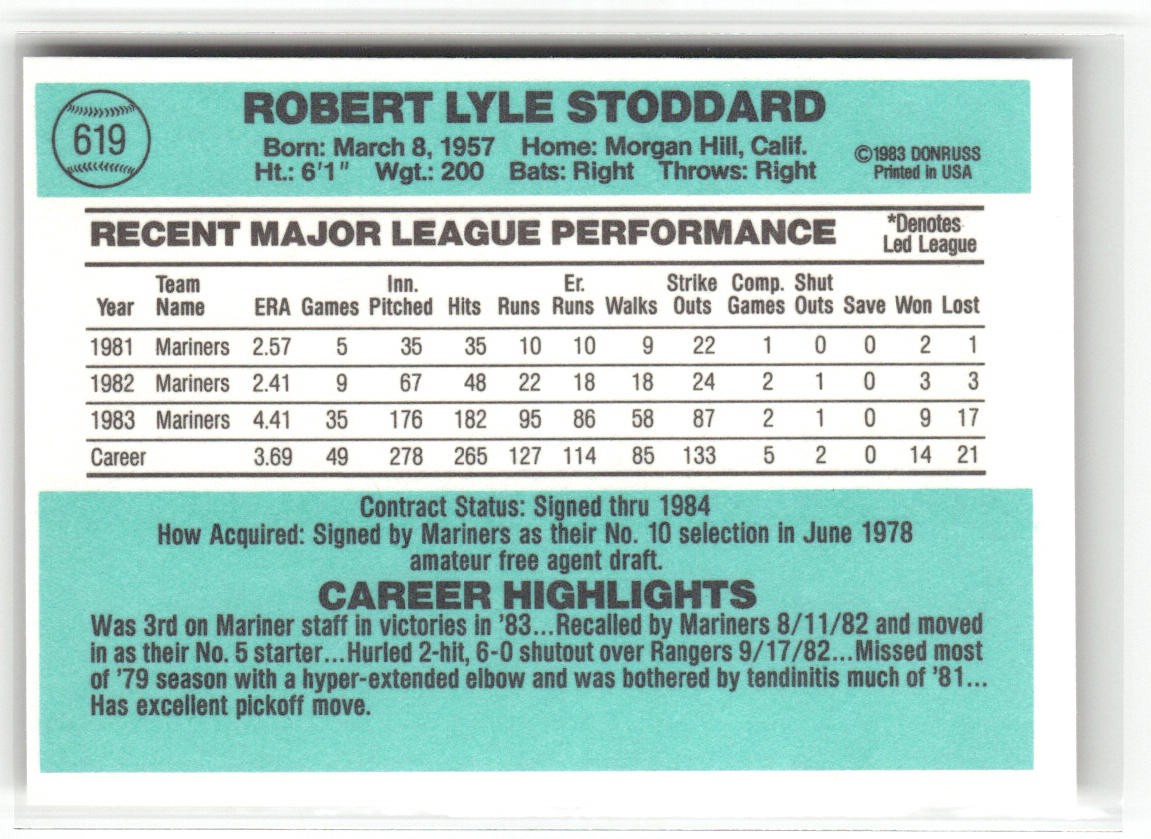 619
ROBERT LYLE STODDARD
Born: March 8, 1957 Home: Morgan Hill, Calif.
Ht.: 6'1" Wgt.: 200 Bats: Right Throws: Right
©1983 DONRUSS
Printed in USA
RECENT MAJOR LEAGUE PERFORMANCE
*Denotes
Led League
Year Team Name ERA Games Inn. Pitched Hits Runs Er. Runs Walks Strike Outs Comp. Games Shut Outs Save Won Lost
1981 Mariners 2.57 5 35 35 10 10 9 22 1 0 0 2 1
1982 Mariners 2.41 9 67 48 22 18 18 24 2 1 0 3 3
1983 Mariners 4.41 35 176 182 95 86 58 87 2 1 0 9 17
Career 3.69 49 278 265 127 114 85 133 5 2 0 14 21
Contract Status: Signed thru 1984
How Acquired: Signed by Mariners as their No. 10 selection in June 1978
amateur free agent draft.
CAREER HIGHLIGHTS
Was 3rd on Mariner staff in victories in '83...Recalled by Mariners 8/11/82 and moved
in as their No. 5 starter...Hurled 2-hit, 6-0 shutout over Rangers 9/17/82...Missed most
of '79 season with a hyper-extended elbow and was bothered by tendinitis much of '81...
Has excellent pickoff move.